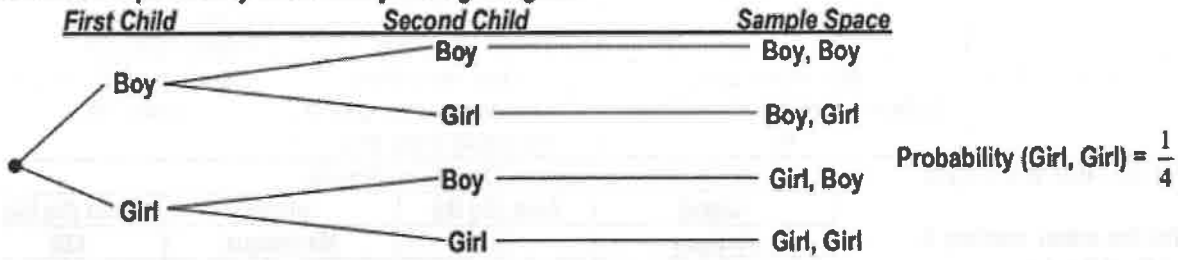 First Child Second Child Sample Space
Boy Boy, Boy
Boy
Girl Boy, Girl
Probability (Girl, Girl) = 1/4
Boy Girl, Boy
Girl
Girl Girl, Girl